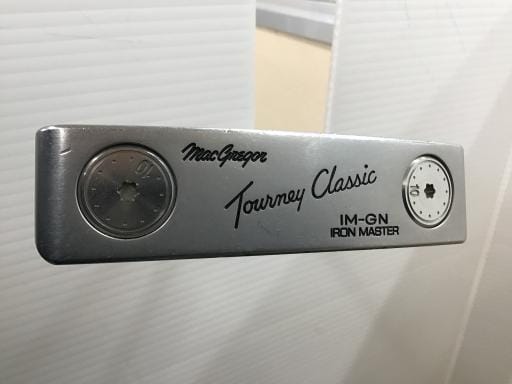 MacGregor
Tourney Classic
IM-GN
IRON MASTER
10
10